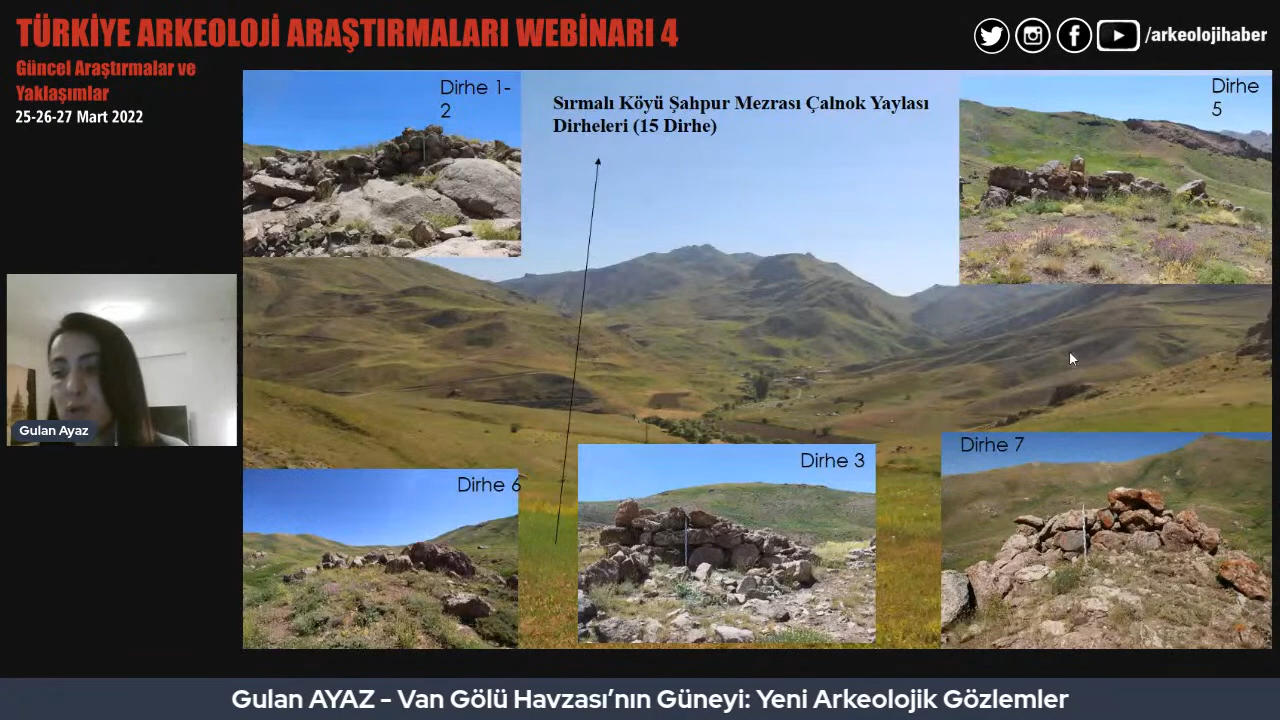 TÜRKİYE ARKEOLOJİ ARAŞTIRMALARI WEBİNARI 4
Güncel Araştırmalar ve
Yaklaşımlar
25-26-27 Mart 2022
/arkeolojihaber
Dirhe 1-
2
Sırmalı Köyü Şahpur Mezrası Çalnok Yaylası
Dirheleri (15 Dirhe)
Dirhe
5
Gulan Ayaz
Dirhe 6
Dirhe 3
Dirhe 7
Gulan AYAZ – Van Gölü Havzası’nın Güneyi: Yeni Arkeolojik Gözlemler